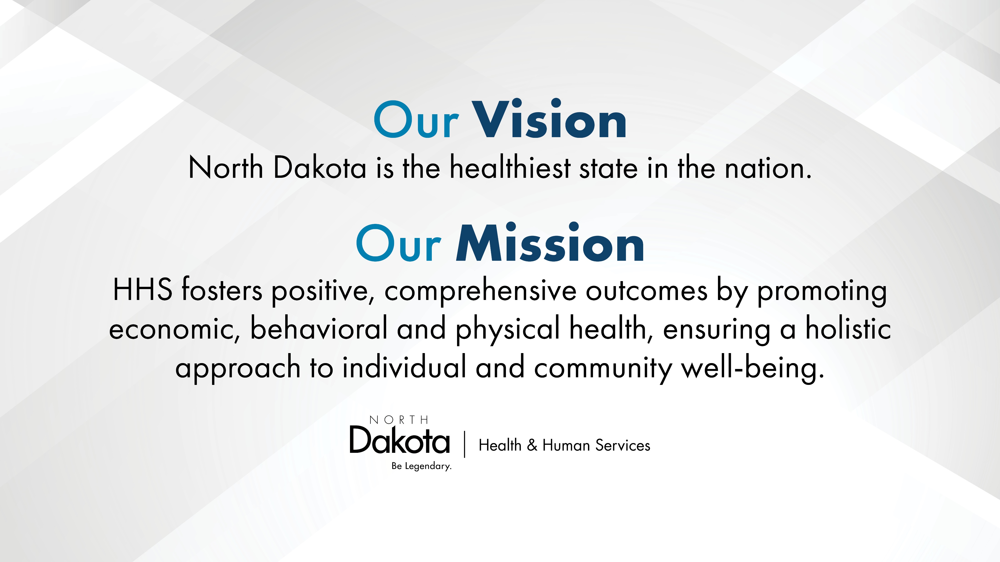 Our Vision
North Dakota is the healthiest state in the nation.
Our Mission
HHS fosters positive, comprehensive outcomes by promoting
economic, behavioral and physical health, ensuring a holistic
approach to individual and community well-being.
NORTH
Dakota
Be Legendary.
Health & Human Services